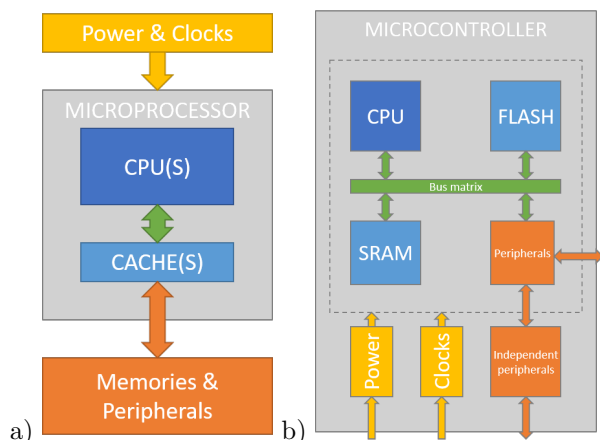 Power & Clocks
MICROPROCESSOR
CPU(S)
CACHE(S)
Memories &
Peripherals
a)
MICROCONTROLLER
CPU
FLASH
Bus matrix
SRAM
Peripherals
Power
Clocks
Independent
peripherals
b)